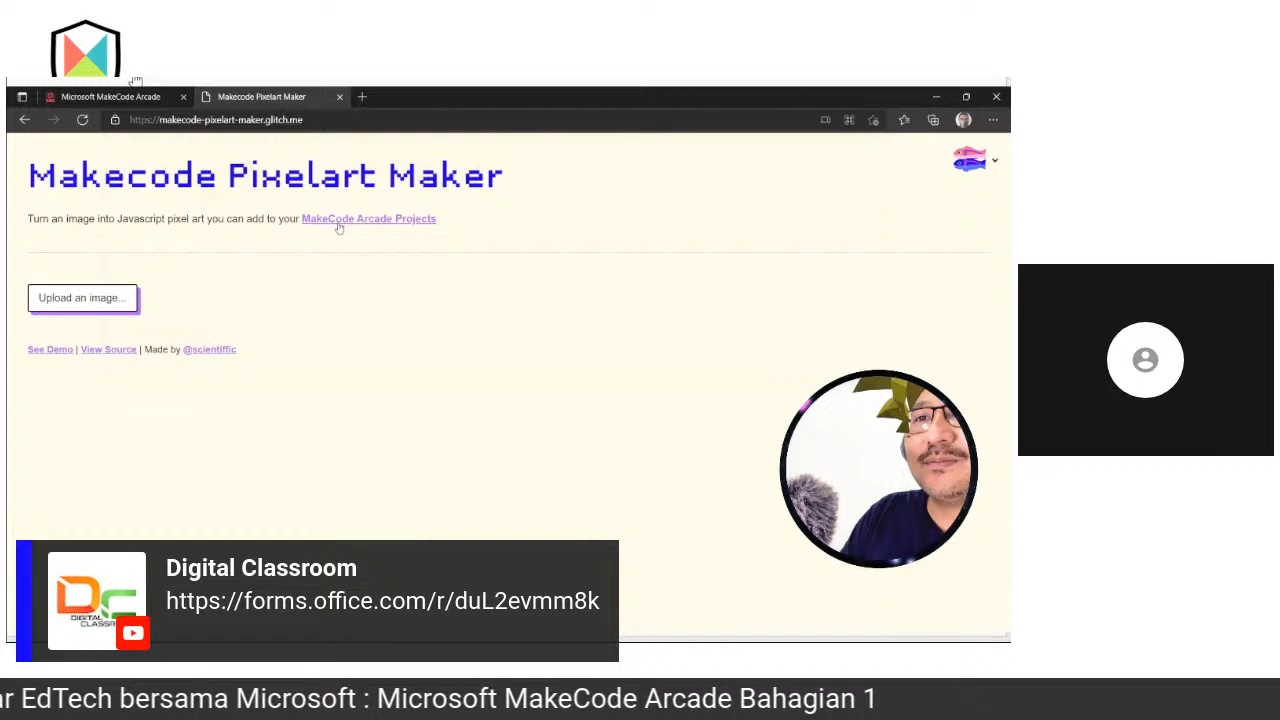 Microsoft MakeCode Arcade
Makecode Pixelart Maker
https://makecode-pixelart-maker.glitch.me
Makecode Pixelart Maker
Turn an image into Javascript pixel art you can add to your MakeCode Arcade Projects
Upload an image...
See Demo | View Source | Made by @scientiffic
Digital Classroom
https://forms.office.com/r/duL2evmm8k
DC
DIGITAL
EdTech bersama Microsoft : Microsoft MakeCode Arcade Bahagian 1